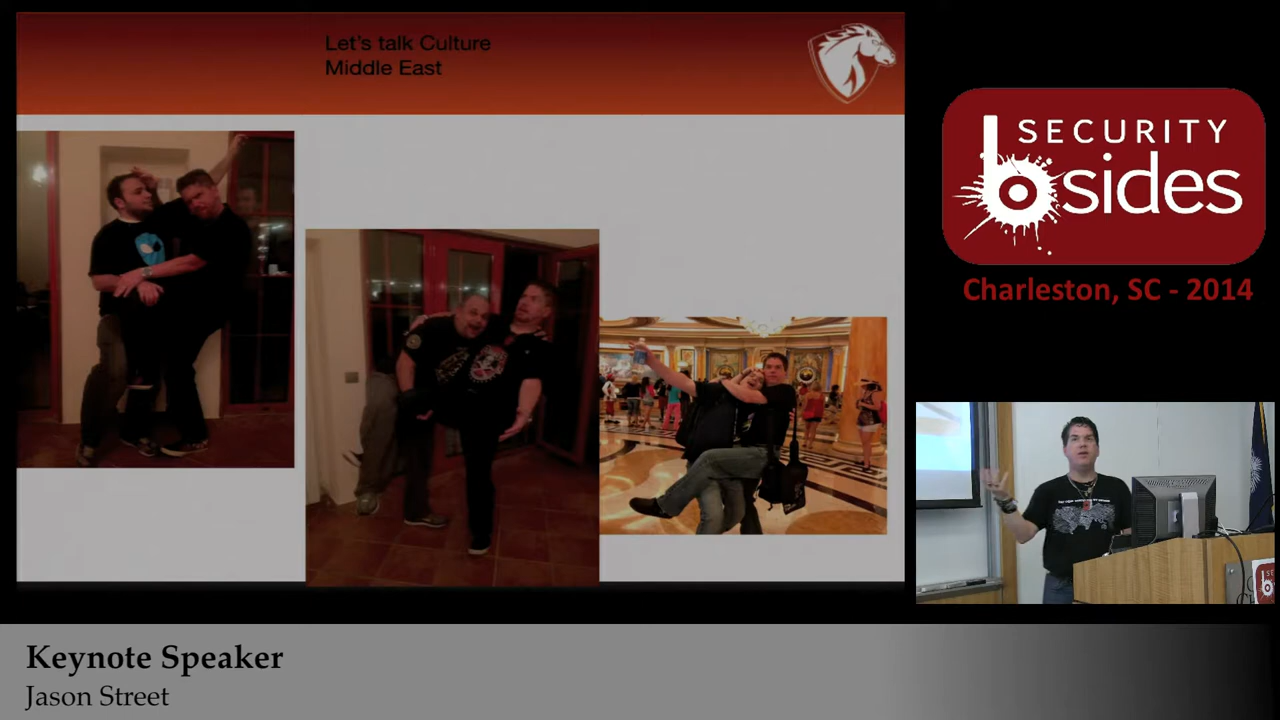 Let's talk Culture
Middle East
SECURITY
bsides
Charleston, SC - 2014
Keynote Speaker
Jason Street